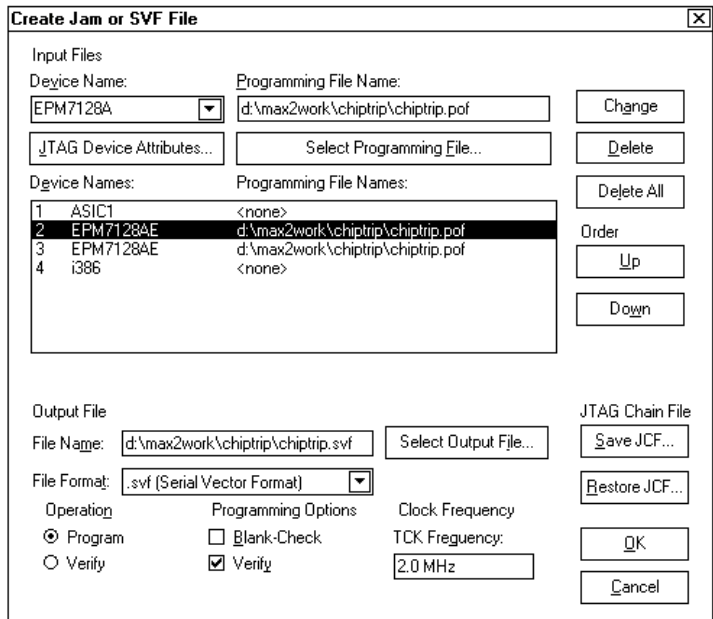 Create Jam or SVF File
Input Files
Device Name: Programming File Name:
EPM7128A d:\max2work\chiptrip\chiptrip.pof Change
JTAG Device Attributes... Select Programming File... Delete
Device Names: Programming File Names: Delete All
1 ASIC1 <none>
2 EPM7128AE d:\max2work\chiptrip\chiptrip.pof
3 EPM7128AE d:\max2work\chiptrip\chiptrip.pof
4 i386 <none>
Order
Up
Down
Output File JTAG Chain File
File Name: d:\max2work\chiptrip\chiptrip.svf Select Output File... Save JCF...
File Format: .svf (Serial Vector Format) Restore JCF...
Operation Programming Options Clock Frequency
Program Blank-Check TCK Freguency: OK
Verify Verify 2.0 MHz
Cancel